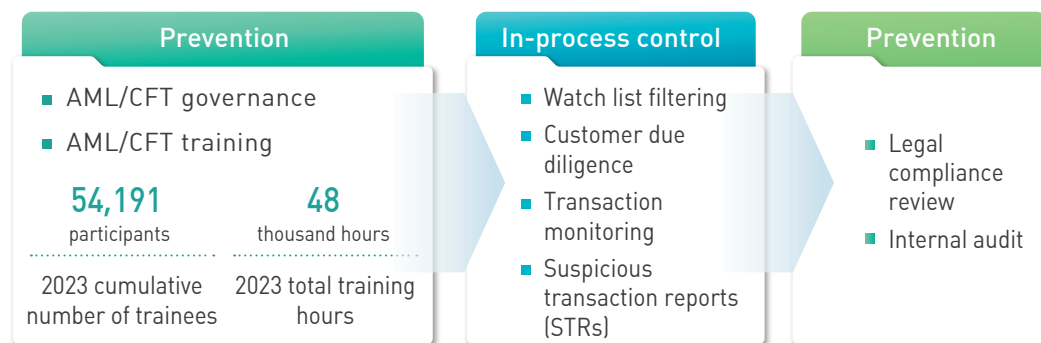 Prevention
AML/CFT governance
AML/CFT training
54,191
participants
2023 cumulative
number of trainees
48
thousand hours
2023 total training
hours
In-process control
Watch list filtering
Customer due
diligence
Transaction
monitoring
Suspicious
transaction reports
(STRs)
Prevention
Legal
compliance
review
Internal audit